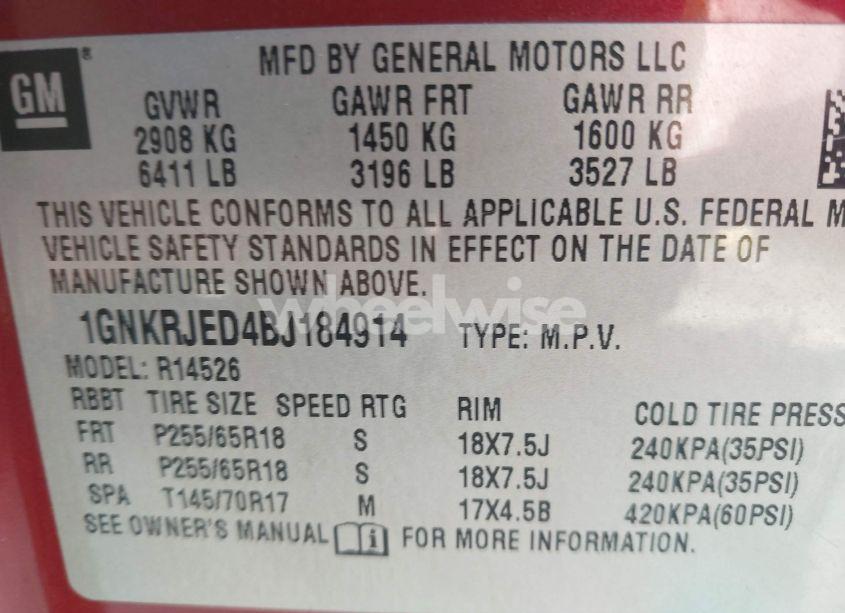 GM ®
MFD BY GENERAL MOTORS LLC
GVWR GAWR FRT GAWR RR
2908 KG 1450 KG 1600 KG
6411 LB 3196 LB 3527 LB
THIS VEHICLE CONFORMS TO ALL APPLICABLE U.S. FEDERAL M
VEHICLE SAFETY STANDARDS IN EFFECT ON THE DATE OF
MANUFACTURE SHOWN ABOVE.
wheelwise
1GNKRJED4BJ184914 TYPE: M.P.V.
MODEL: R14526
RBBT TIRE SIZE SPEED RTG RIM COLD TIRE PRESS
FRT P255/65R18 S 18X7.5J 240KPA(35PSI)
RR P255/65R18 S 18X7.5J 240KPA(35PSI)
SPA T145/70R17 M 17X4.5B 420KPA(60PSI)
SEE OWNER'S MANUAL i FOR MORE INFORMATION.